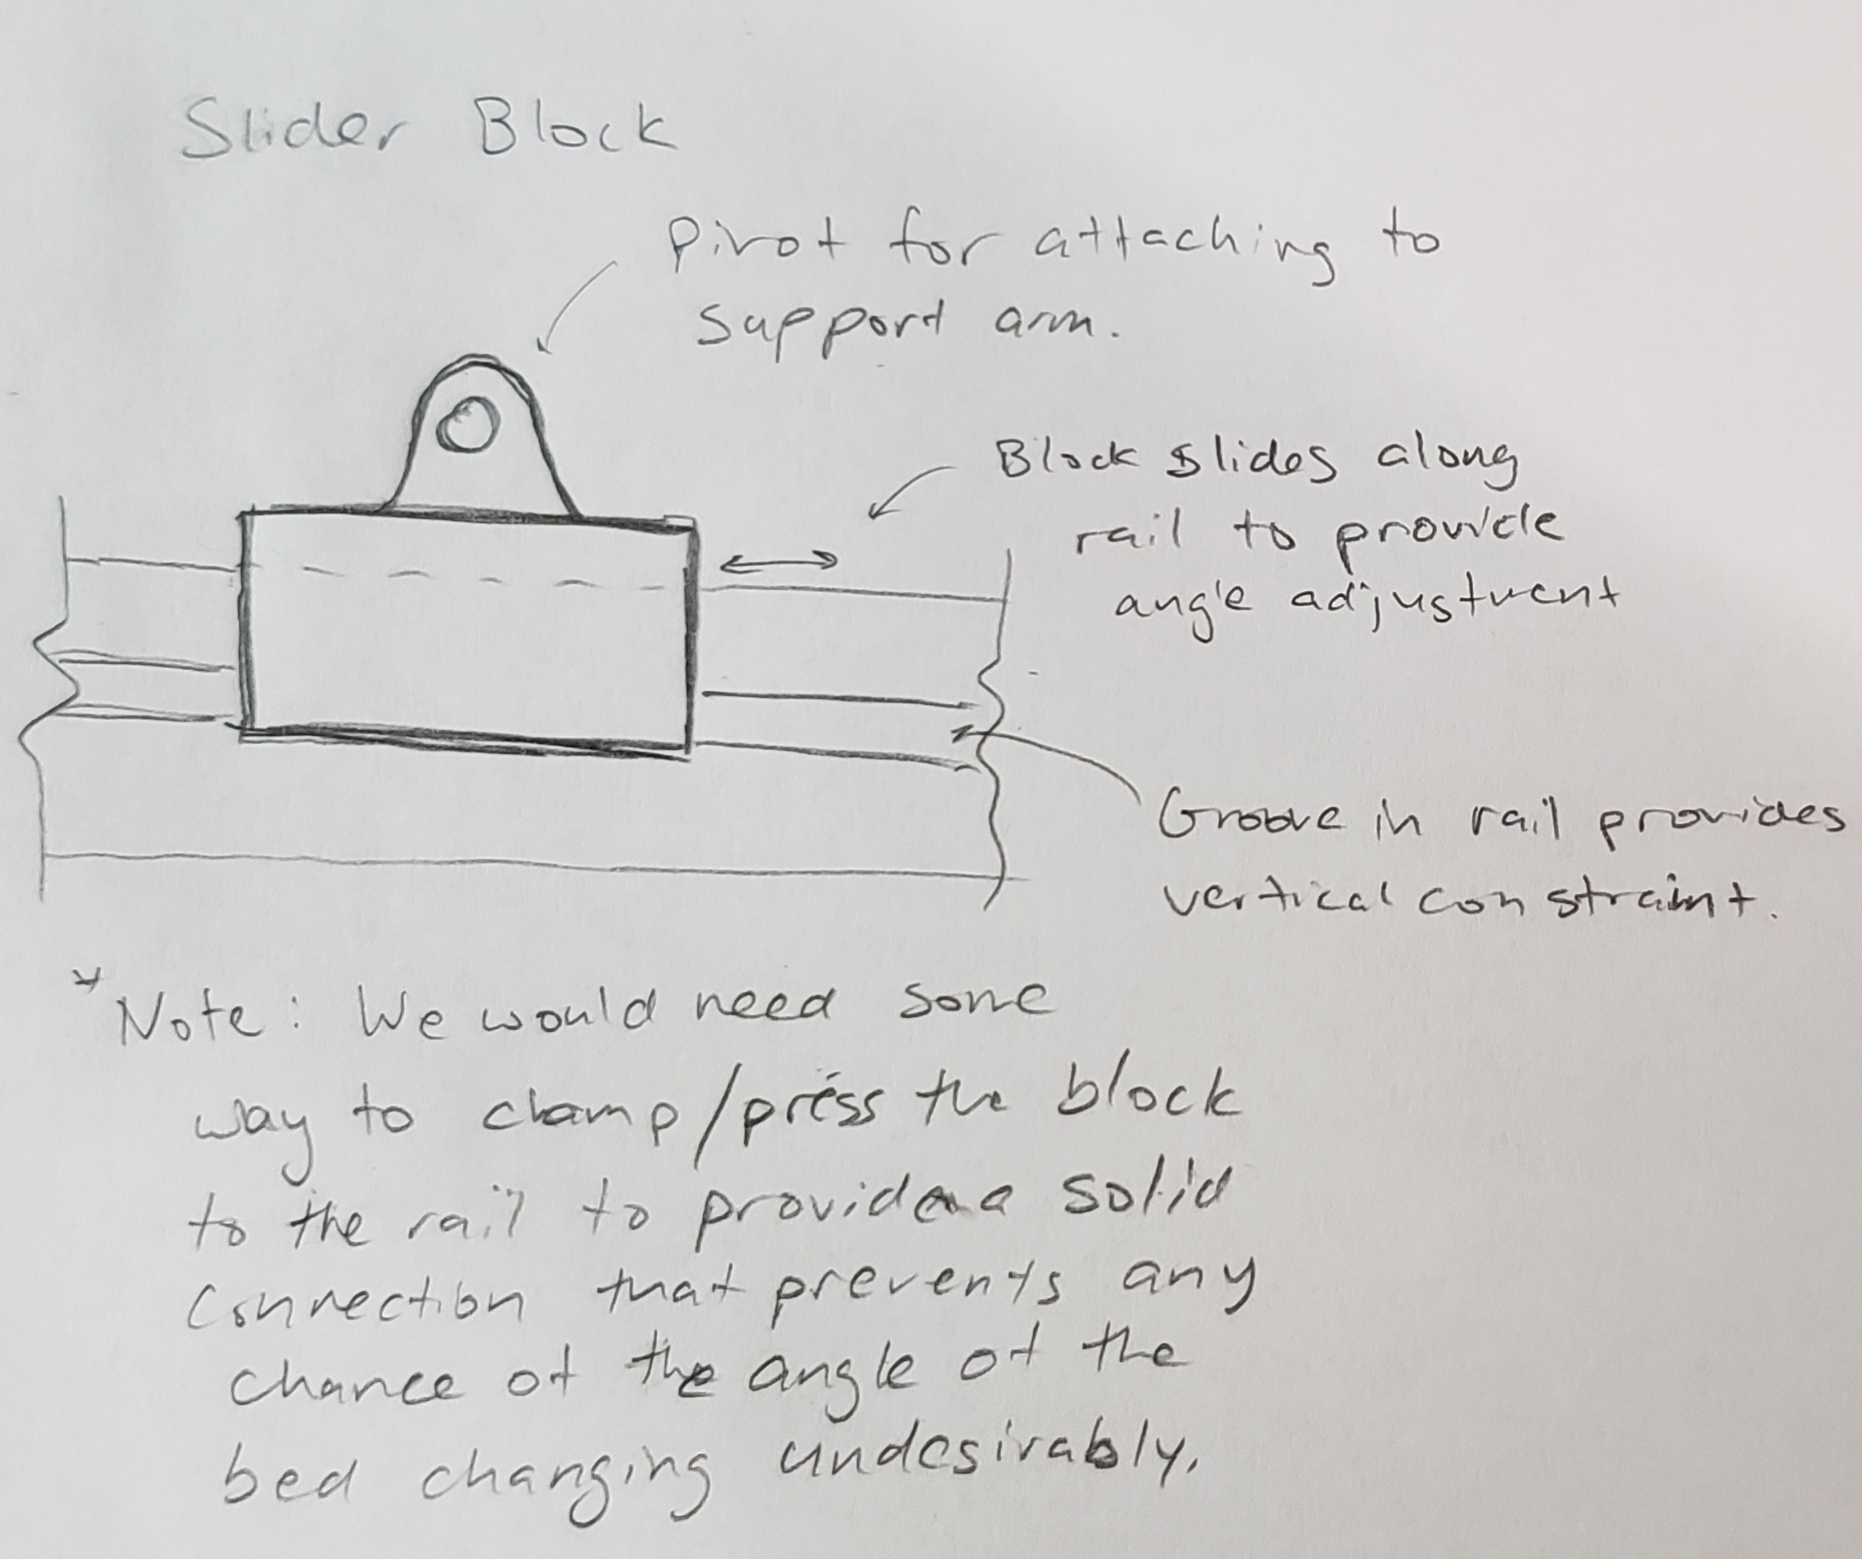 Slider Block
Pivot for attaching to
support arm.
Block slides along
rail to provide
angle adjustment
Groove in rail provides
vertical constraint.
*Note: We would need some
way to clamp/press the block
to the rail to provide a solid
connection that prevents any
chance of the angle of the
bed changing undesirably.